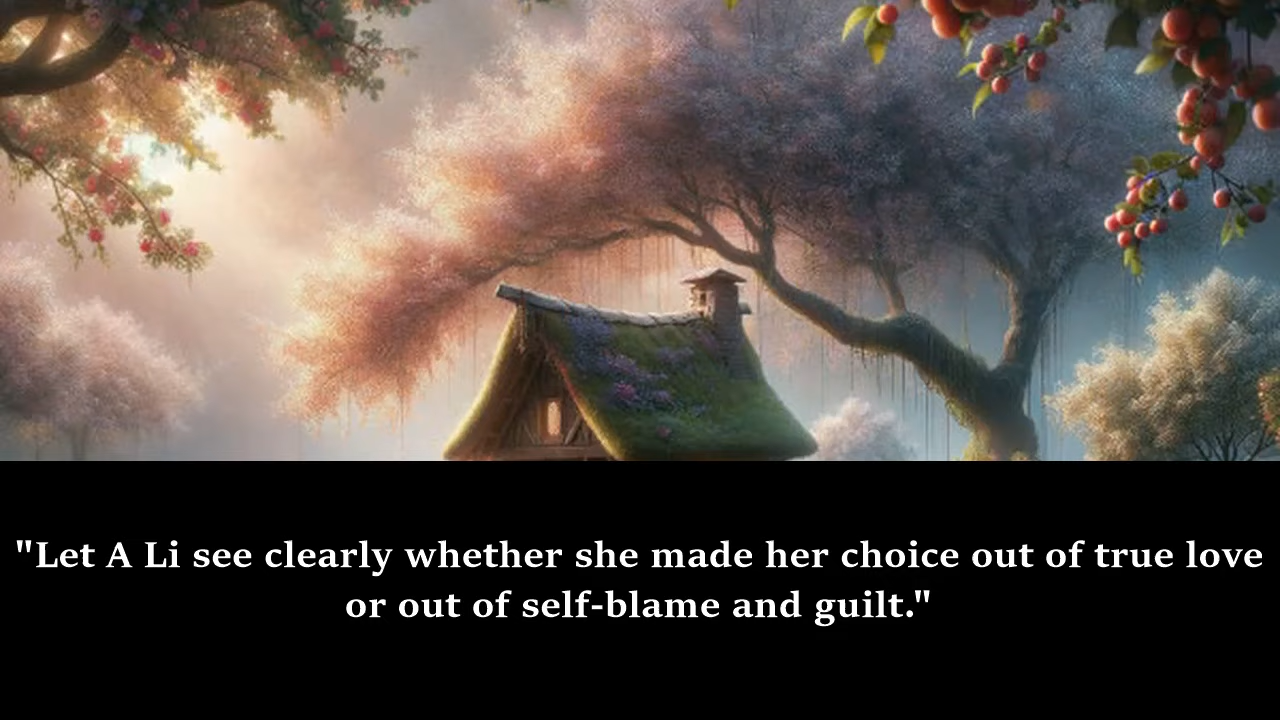 "Let A Li see clearly whether she made her choice out of true love
or out of self-blame and guilt."